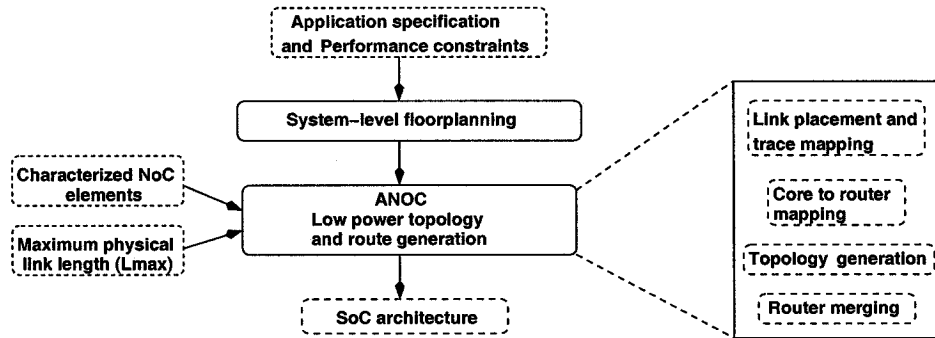 Application specification
and Performance constraints
System-level floorplanning
Characterized NoC
elements
Maximum physical
link length (Lmax)
ANOC
Low power topology
and route generation
SoC architecture
Link placement and
trace mapping
Core to router
mapping
Topology generation
Router merging